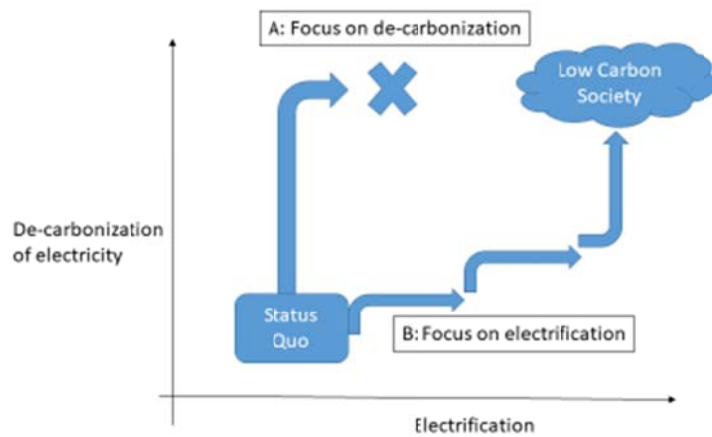 A: Focus on de-carbonization
Low Carbon
Society
De-carbonization
of electricity
Status
Quo
B: Focus on electrification
Electrification